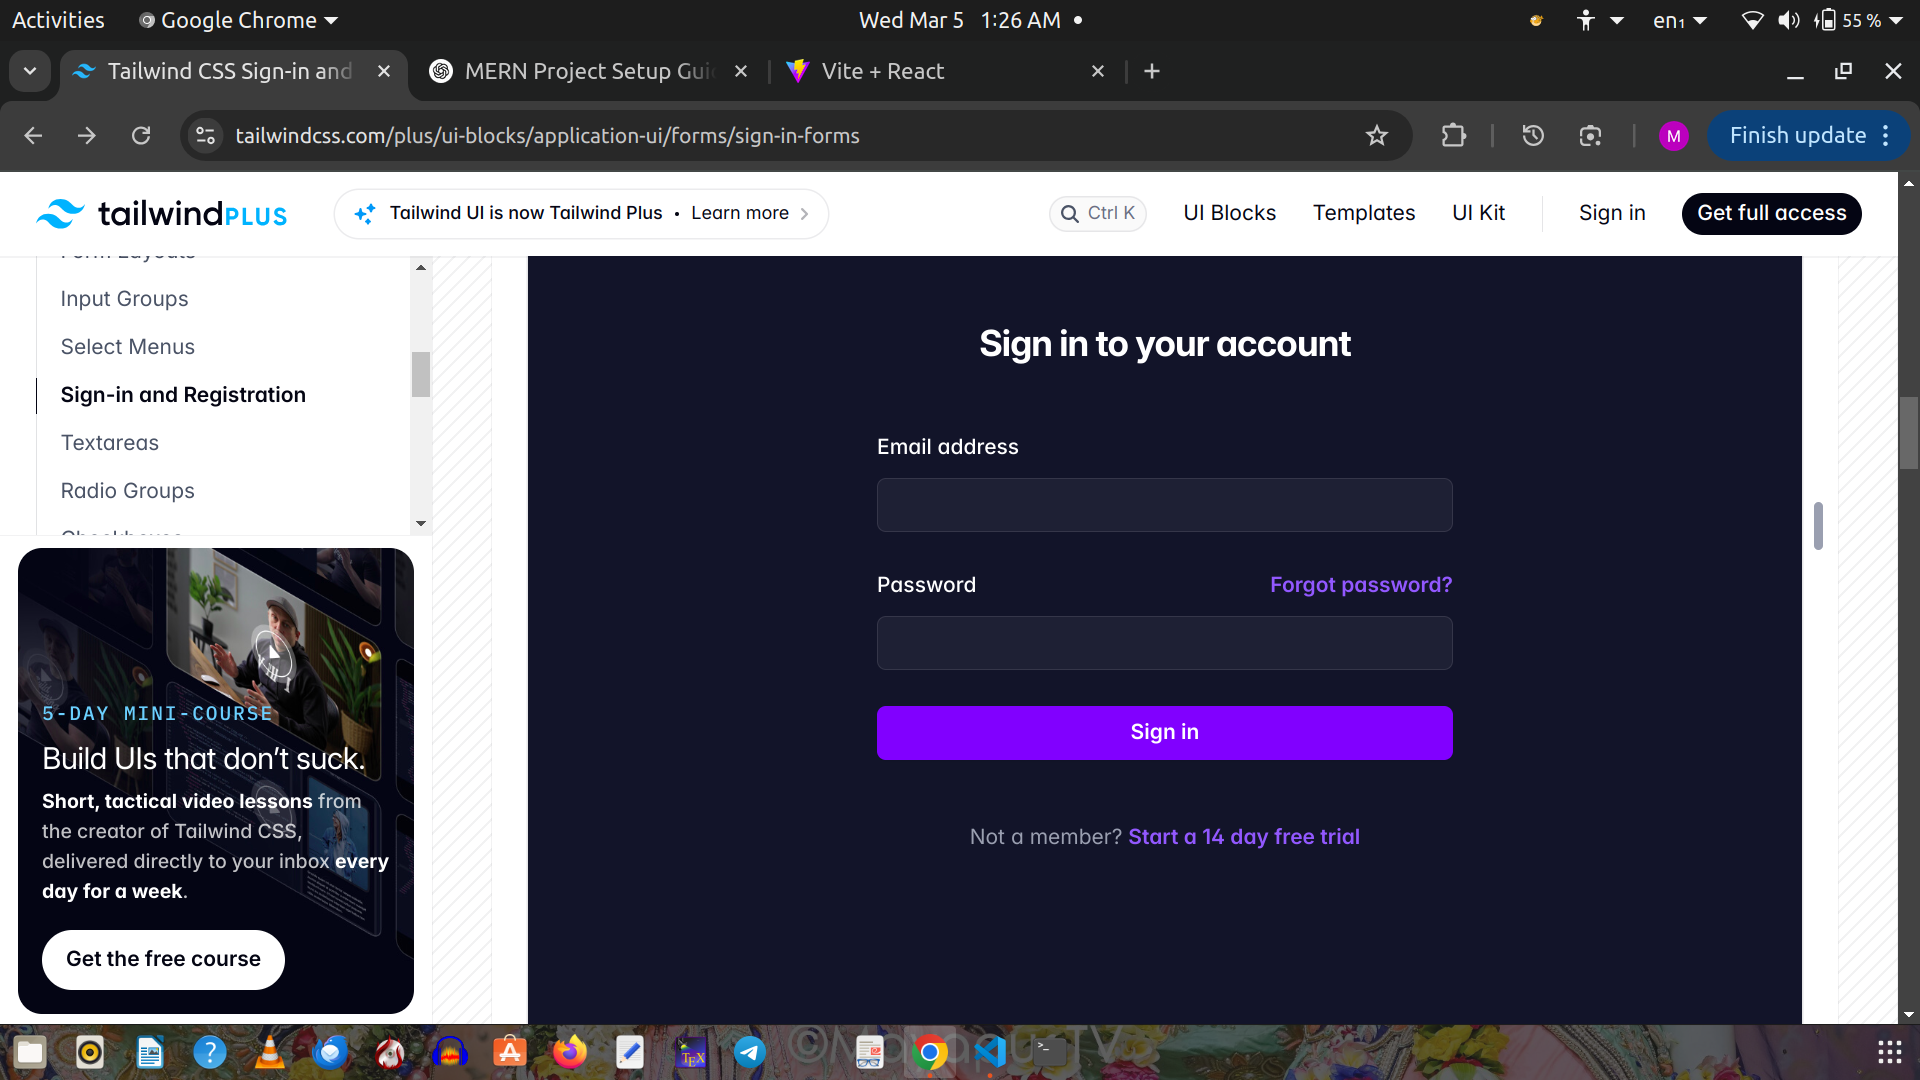 Activities
Google Chrome
Wed Mar 5 1:26 AM
en₁
55 %
Tailwind CSS Sign-in and
MERN Project Setup Gui
Vite + React
tailwindcss.com/plus/ui-blocks/application-ui/forms/sign-in-forms
M
Finish update
tailwindPLUS
Tailwind UI is now Tailwind Plus • Learn more
Ctrl K
UI Blocks
Templates
UI Kit
Sign in
Get full access
Form Layouts
Input Groups
Select Menus
Sign-in and Registration
Textareas
Radio Groups
Checkboxes
5-DAY MINI-COURSE
Build UIs that don’t suck.
Short, tactical video lessons from
the creator of Tailwind CSS,
delivered directly to your inbox every
day for a week.
Get the free course
Sign in to your account
Email address
Password
Forgot password?
Sign in
Not a member? Start a 14 day free trial
TEX